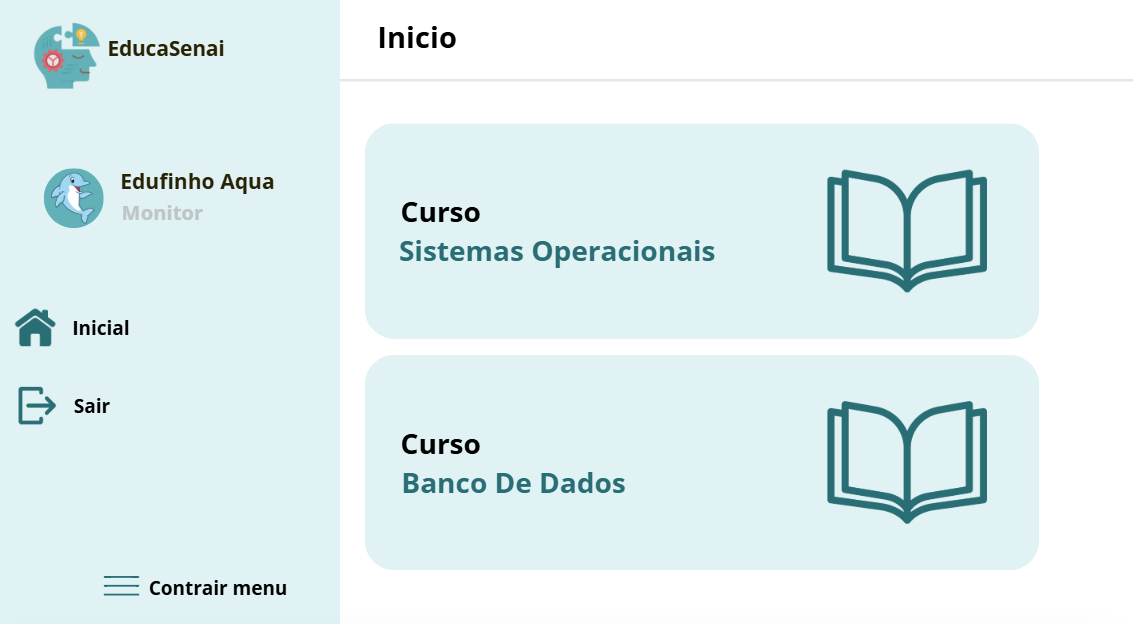 EducaSenai
Edufinho Aqua
Monitor
Inicial
Sair
Contrair menu
Inicio
Curso
Sistemas Operacionais
Curso
Banco De Dados